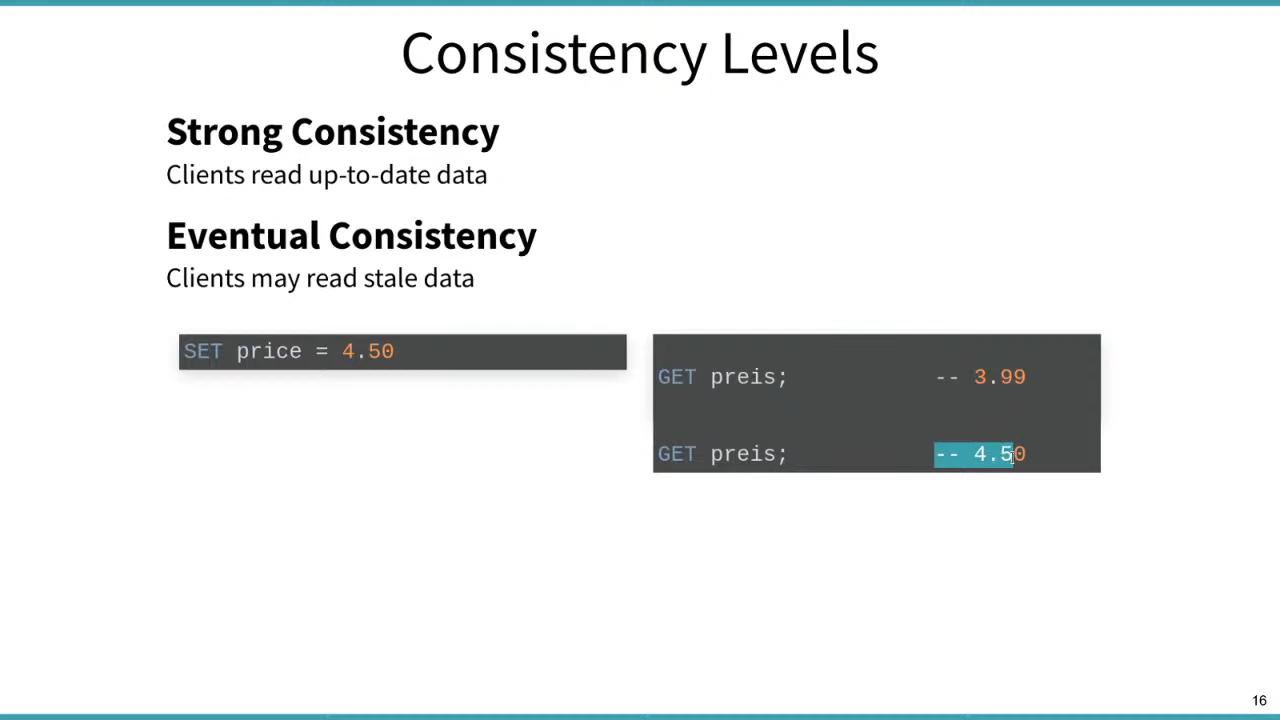 Consistency Levels
Strong Consistency
Clients read up-to-date data
Eventual Consistency
Clients may read stale data
SET price = 4.50
GET preis; -- 3.99
GET preis; -- 4.50
16